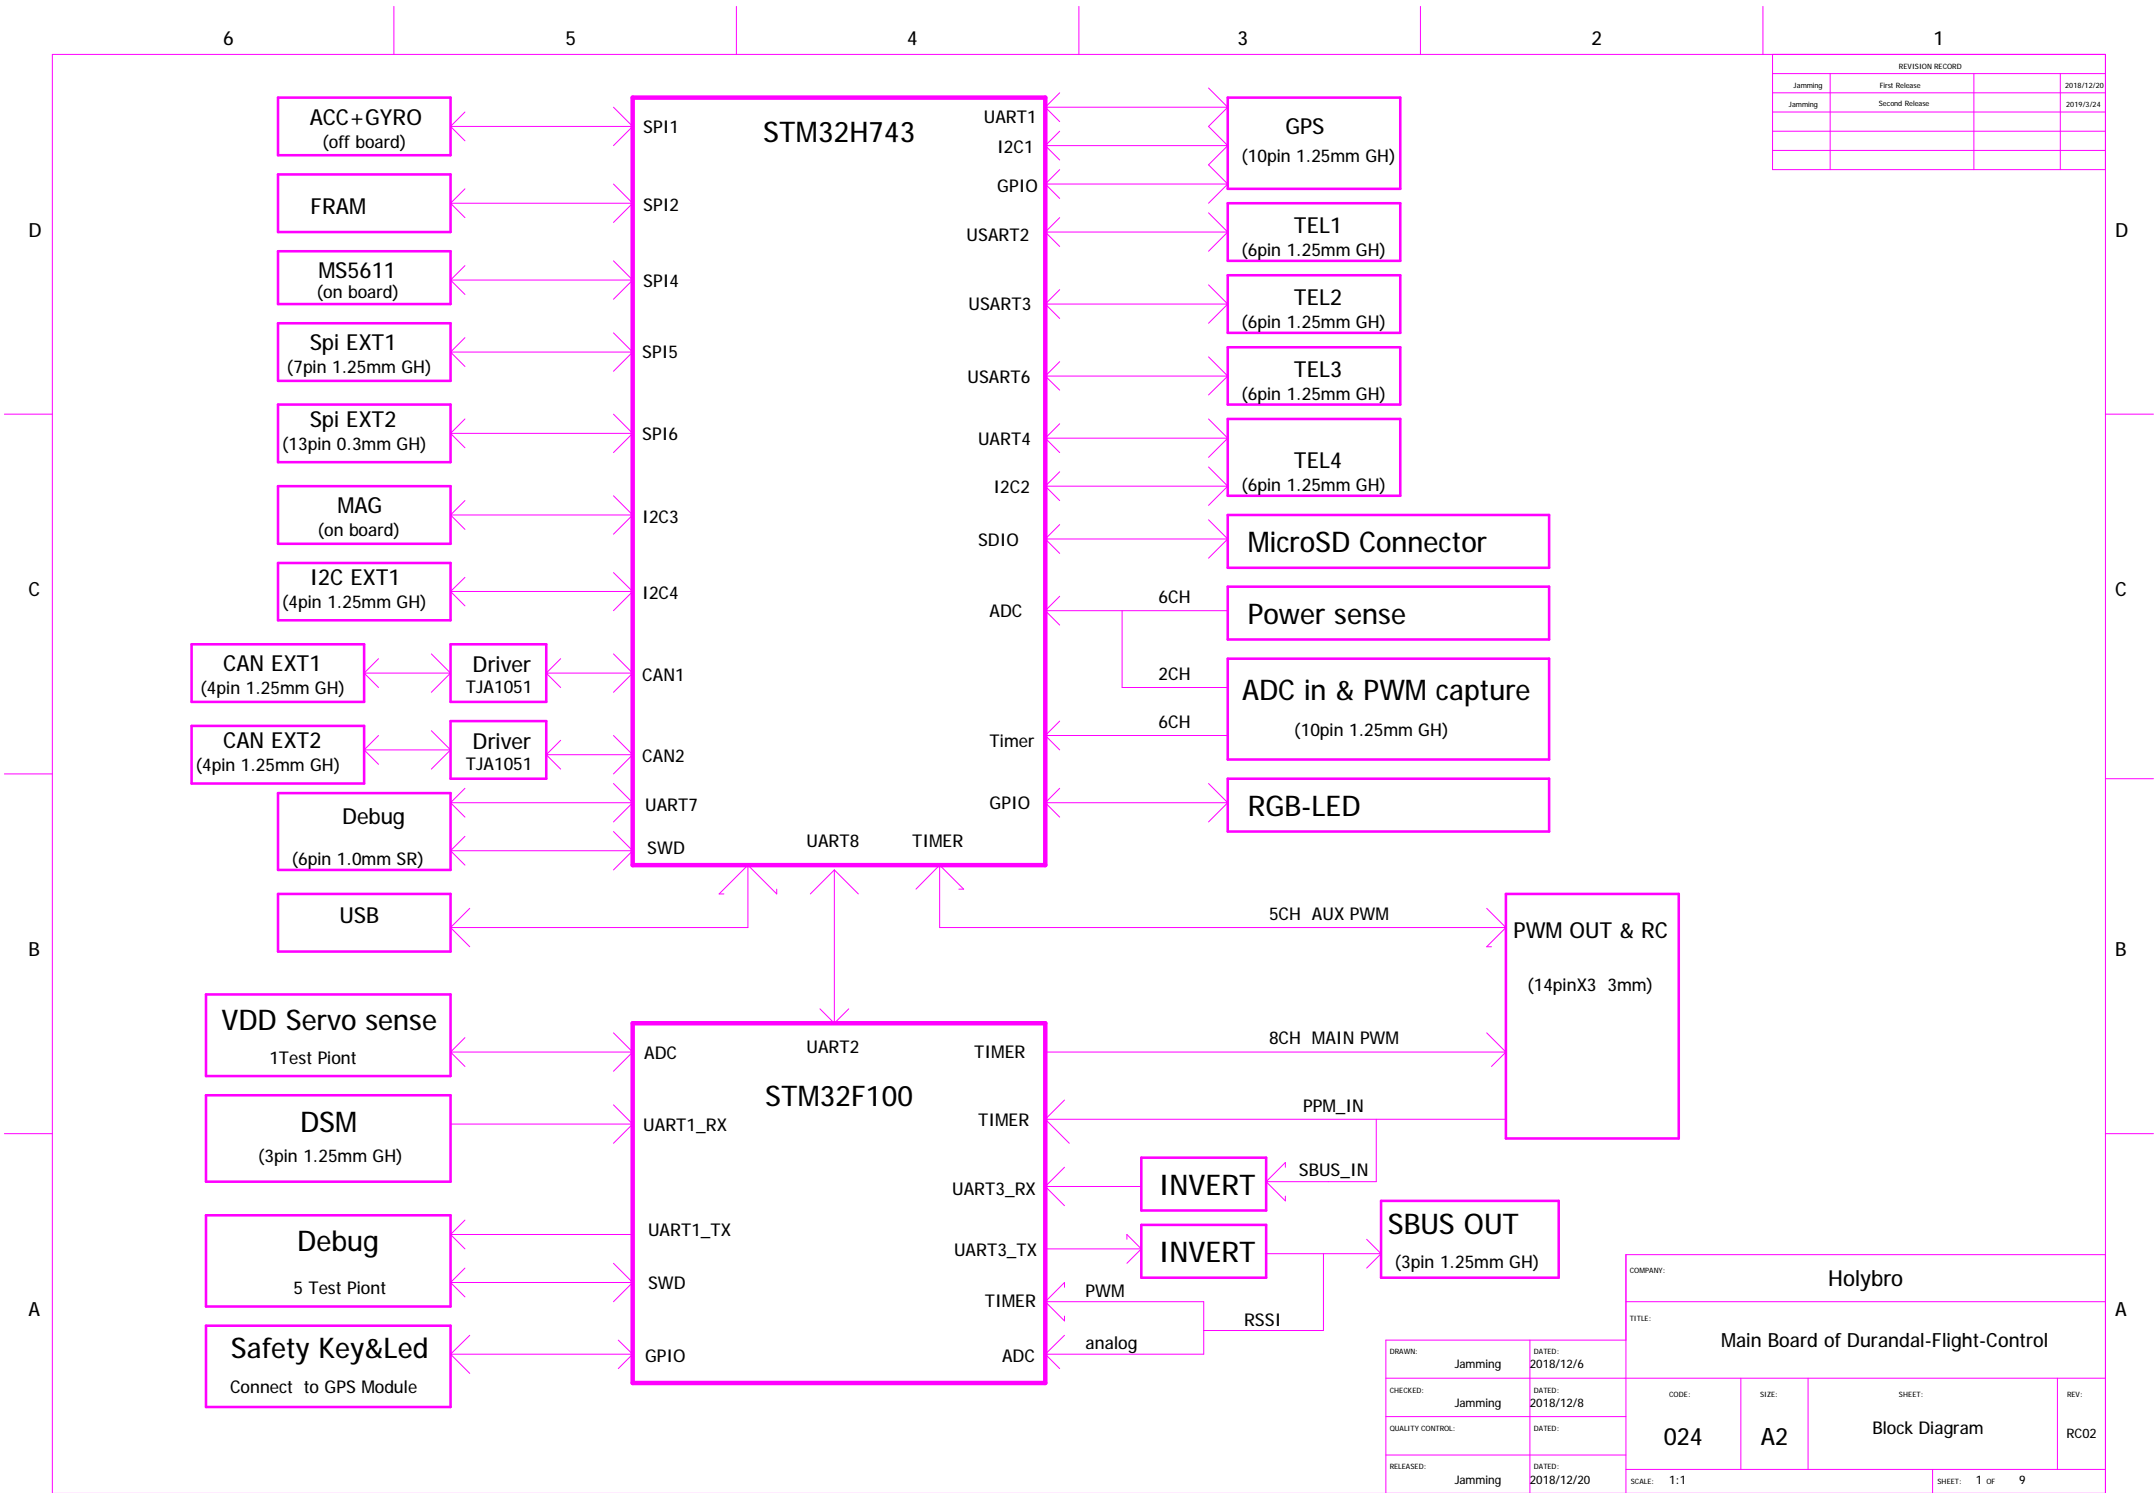 6 5 4 3 2 1
REVISION RECORD
Jamming First Release 2018/12/20
Jamming Second Release 2019/3/24
D
C
B
A
D
C
B
A
ACC+GYRO
(off board)
FRAM
MS5611
(on board)
Spi EXT1
(7pin 1.25mm GH)
Spi EXT2
(13pin 0.3mm GH)
MAG
(on board)
I2C EXT1
(4pin 1.25mm GH)
CAN EXT1
(4pin 1.25mm GH)
Driver
TJA1051
CAN EXT2
(4pin 1.25mm GH)
Driver
TJA1051
Debug
(6pin 1.0mm SR)
USB
STM32H743
SPI1
SPI2
SPI4
SPI5
SPI6
I2C3
I2C4
CAN1
CAN2
UART7
SWD
UART8
TIMER
UART1
I2C1
GPIO
USART2
USART3
USART6
UART4
I2C2
SDIO
ADC
Timer
GPIO
GPS
(10pin 1.25mm GH)
TEL1
(6pin 1.25mm GH)
TEL2
(6pin 1.25mm GH)
TEL3
(6pin 1.25mm GH)
TEL4
(6pin 1.25mm GH)
MicroSD Connector
6CH
Power sense
2CH
ADC in & PWM capture
6CH
(10pin 1.25mm GH)
RGB-LED
5CH AUX PWM
PWM OUT & RC
(14pinX3 3mm)
8CH MAIN PWM
PPM_IN
SBUS_IN
VDD Servo sense
1Test Piont
DSM
(3pin 1.25mm GH)
Debug
5 Test Piont
Safety Key&Led
Connect to GPS Module
UART2
STM32F100
ADC
UART1_RX
UART1_TX
SWD
GPIO
TIMER
TIMER
UART3_RX
UART3_TX
TIMER
ADC
INVERT
INVERT
SBUS OUT
(3pin 1.25mm GH)
PWM
RSSI
analog
COMPANY:
Holybro
TITLE:
Main Board of Durandal-Flight-Control
DRAWN: Jamming DATED: 2018/12/6
CHECKED: Jamming DATED: 2018/12/8
QUALITY CONTROL: DATED:
RELEASED: Jamming DATED: 2018/12/20
CODE: SIZE: SHEET: REV:
024 A2 Block Diagram RC02
SCALE: 1:1 SHEET: 1 OF 9